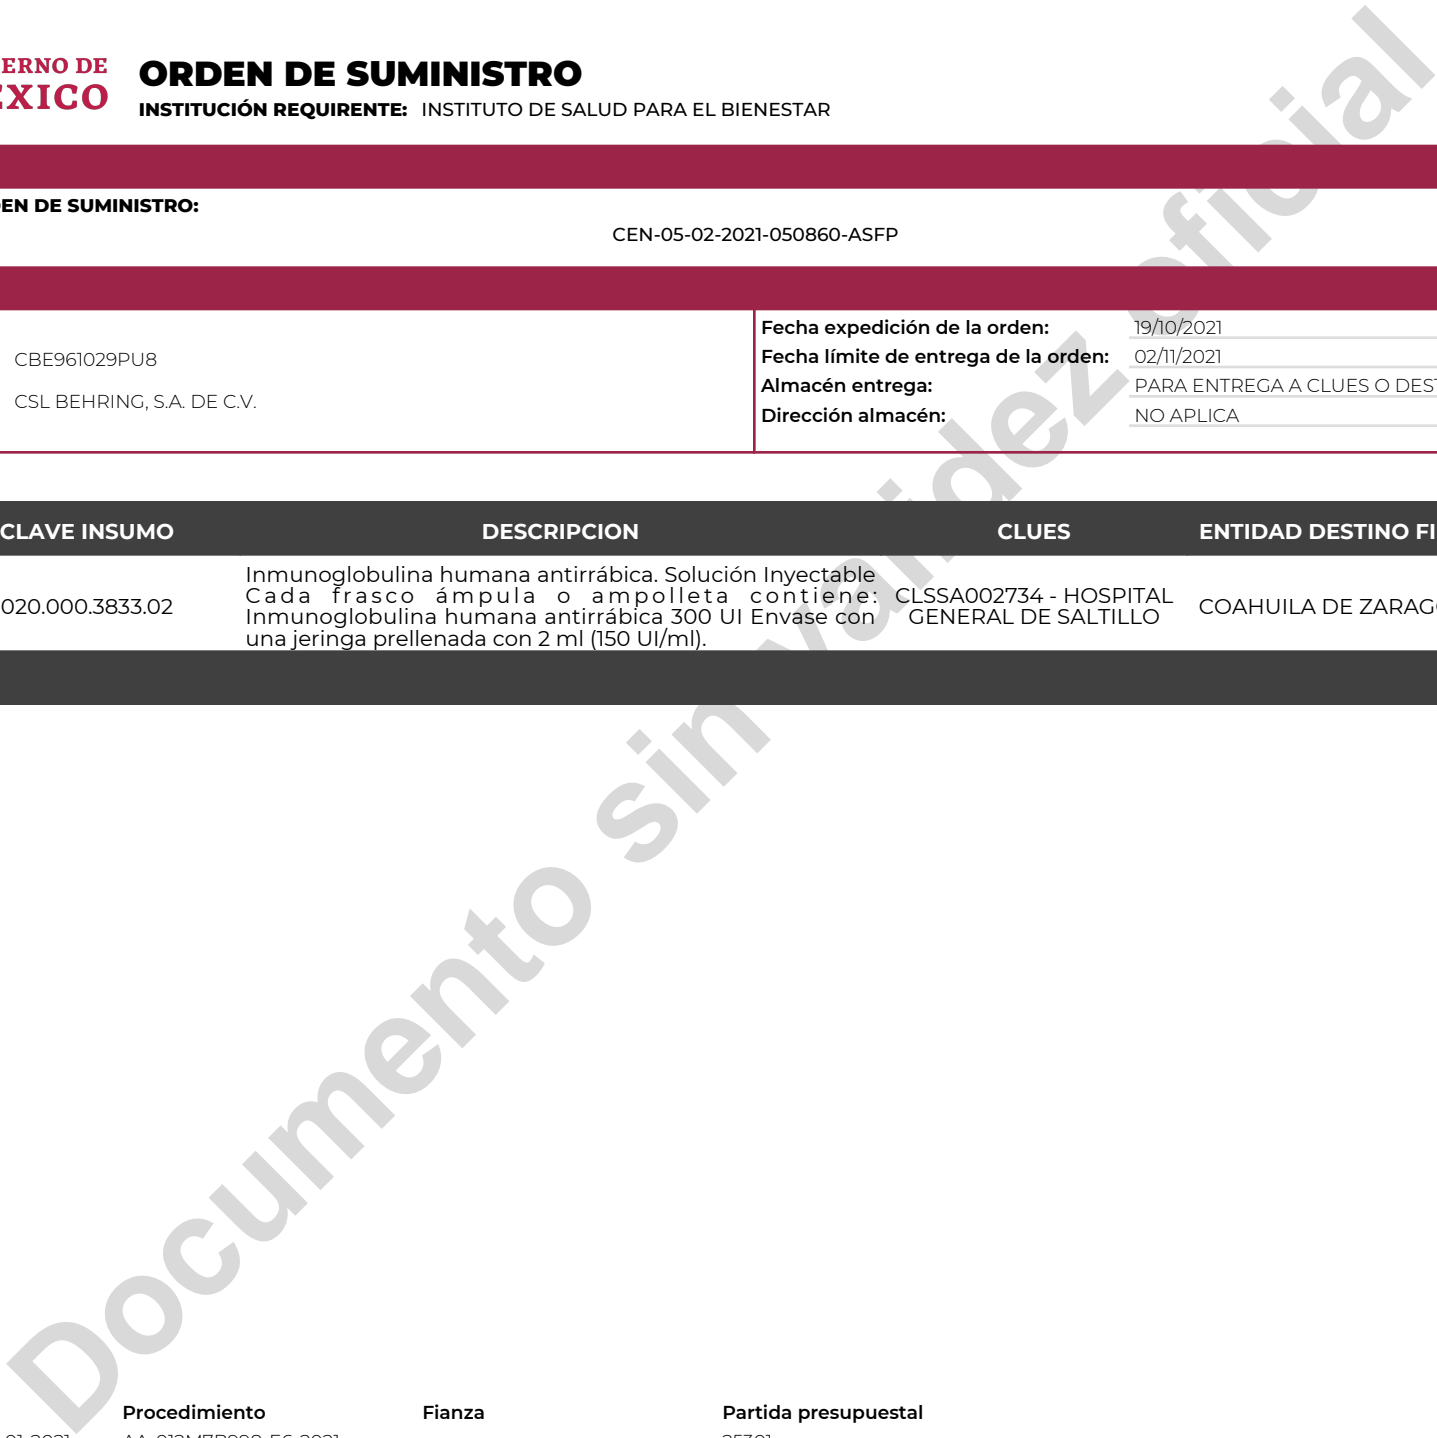 ERNO DE
ÉXICO
ORDEN DE SUMINISTRO
INSTITUCIÓN REQUIRENTE: INSTITUTO DE SALUD PARA EL BIENESTAR
EN DE SUMINISTRO:
CEN-05-02-2021-050860-ASFP
CBE961029PU8
CSL BEHRING, S.A. DE C.V.
Fecha expedición de la orden: 19/10/2021
Fecha límite de entrega de la orden: 02/11/2021
Almacén entrega: PARA ENTREGA A CLUES O DEST
Dirección almacén: NO APLICA
CLAVE INSUMO DESCRIPCION CLUES ENTIDAD DESTINO FI
020.000.3833.02
Inmunoglobulina humana antirrábica. Solución Inyectable
Cada frasco ámpula o ampolleta contiene:
Inmunoglobulina humana antirrábica 300 UI Envase con
una jeringa prellenada con 2 ml (150 UI/ml).
CLSSA002734 - HOSPITAL
GENERAL DE SALTILLO
COAHUILA DE ZARAG
Documento sin validez oficial
Procedimiento Fianza Partida presupuestal